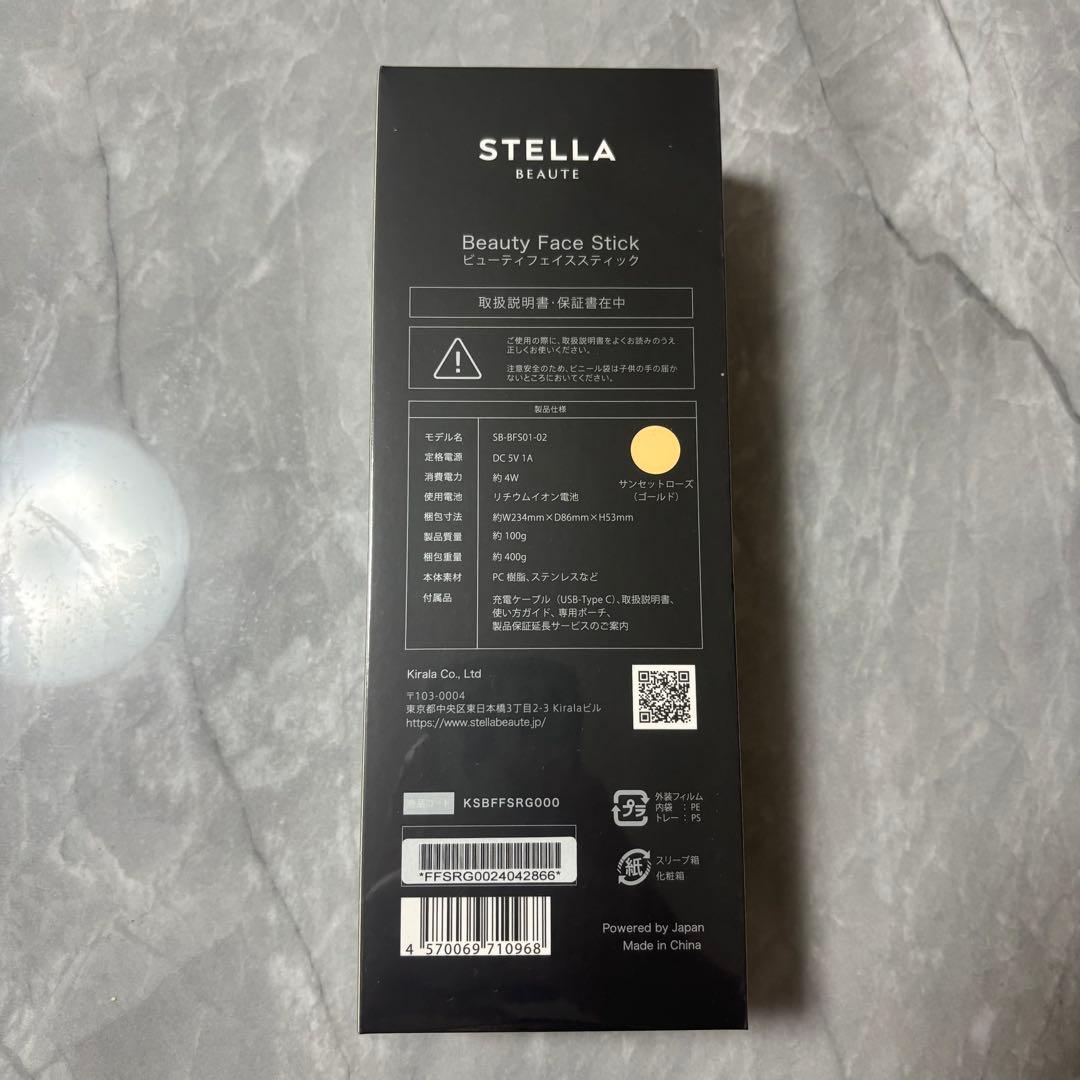 STELLA
BEAUTE
Beauty Face Stick
ビューティフェイススティック
取扱説明書・保証書在中
ご使用の際に、取扱説明書をよくお読みのうえ
正しくお使いください。
注意安全のため、ビニール袋は子供の手の届か
ないところにおいてください。
製品仕様
モデル名 SB-BFS01-02
定格電源 DC 5V 1A
消費電力 約 4W
使用電池 リチウムイオン電池
梱包寸法 約W234mm×D86mm×H53mm
製品質量 約 100g
梱包重量 約 400g
本体素材 PC 樹脂、ステンレスなど
付属品 充電ケーブル（USB-Type C）、取扱説明書、
使い方ガイド、専用ポーチ、
製品保証延長サービスのご案内
サンセットローズ
（ゴールド）
Kirala Co., Ltd
〒103-0004
東京都中央区東日本橋3丁目2-3 Kiralaビル
https://www.stellabeaute.jp/
商品コード KSBFFSRG000
*FFSRG0024042866*
4 570069 710968
プラ
外装フィルム
内袋 ： PE
トレー ： PS
紙
スリーブ箱
化粧箱
Powered by Japan
Made in China